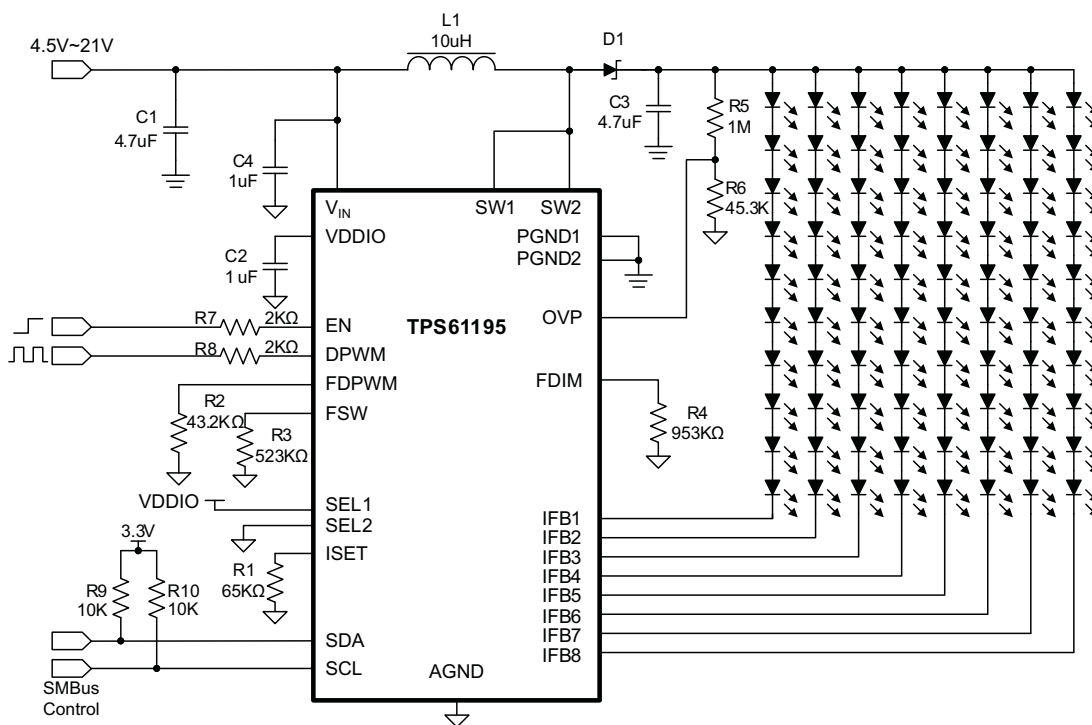 L1
10uH
D1
4.5V~21V
C1
4.7uF
C3
4.7uF
R5
1M
C4
1uF
R6
45.3K
VIN
SW1
SW2
VDDIO
PGND1
PGND2
C2
1uF
R7
2KΩ
EN
TPS61195
OVP
R8
2KΩ
DPWM
FDPWM
FDIM
R2
43.2KΩ
FSW
R3
523KΩ
R4
953KΩ
VDDIO
SEL1
SEL2
IFB1
IFB2
3.3V
ISET
IFB3
R1
65KΩ
IFB4
R9
10K
R10
10K
IFB5
IFB6
SDA
IFB7
IFB8
SCL
AGND
SMBus
Control